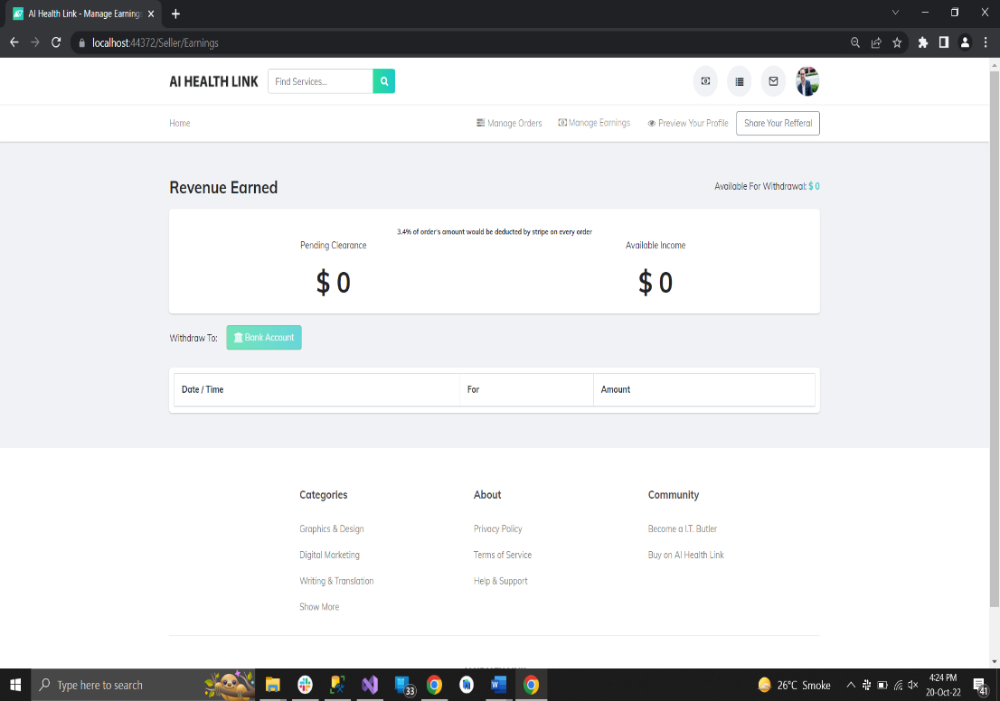 AI Health Link - Manage Earning
localhost:44372/Seller/Earnings
AI HEALTH LINK
Find Services...
Home
Manage Orders
Manage Earnings
Preview Your Profile
Share Your Refferal
Revenue Earned
Available For Withdrawal: $ 0
3.4% of order's amount would be deducted by stripe on every order
Pending Clearance
Available Income
$ 0
$ 0
Withdraw To:
Bank Account
Date / Time
For
Amount
Categories
About
Community
Graphics & Design
Privacy Policy
Become a I.T. Butler
Digital Marketing
Terms of Service
Buy on AI Health Link
Writing & Translation
Help & Support
Show More
Type here to search
33
26°C Smoke
4:24 PM
20-Oct-22
41